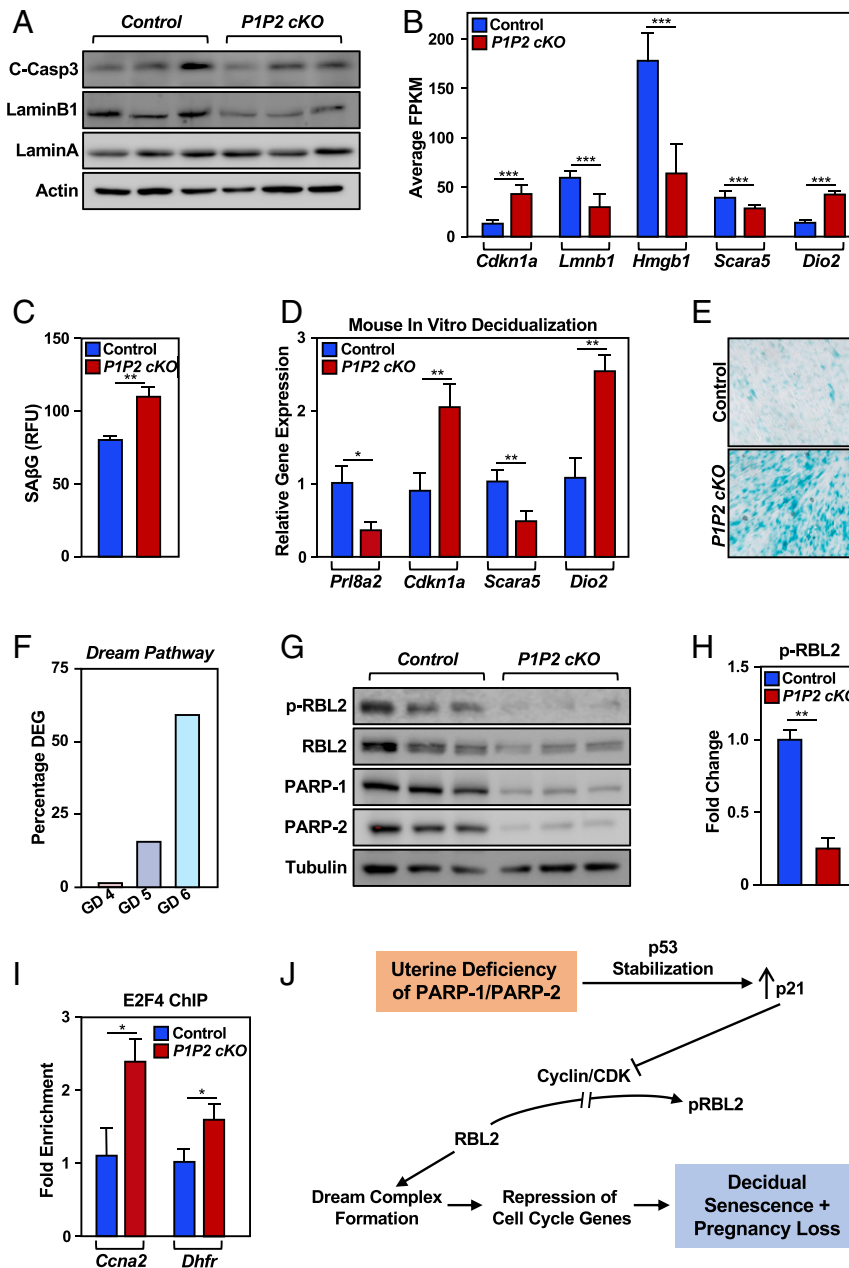 A
Control
P1P2 cKO
C-Casp3
LaminB1
LaminA
Actin
B
Control
P1P2 cKO
Average FPKM
200
150
100
50
0
***
***
***
***
***
Cdkn1a
Lmnb1
Hmgb1
Scara5
Dio2
C
150
100
50
0
SAβG (RFU)
Control
P1P2 cKO
**
D
Mouse In Vitro Decidualization
Control
P1P2 cKO
Relative Gene Expression
3
2
1
0
*
**
**
**
Prl8a2
Cdkn1a
Scara5
Dio2
E
Control
P1P2 cKO
F
Dream Pathway
Percentage DEG
75
50
25
0
GD 4
GD 5
GD 6
G
Control
P1P2 cKO
p-RBL2
RBL2
PARP-1
PARP-2
Tubulin
H
p-RBL2
Control
P1P2 cKO
Fold Change
1.5
1.0
0.5
0
**
I
E2F4 ChIP
Control
P1P2 cKO
Fold Enrichment
3
2
1
0
*
*
Ccna2
Dhfr
J
Uterine Deficiency
of PARP-1/PARP-2
p53
Stabilization
p21
Cyclin/CDK
pRBL2
RBL2
Dream Complex
Formation
Repression of
Cell Cycle Genes
Decidual
Senescence +
Pregnancy Loss